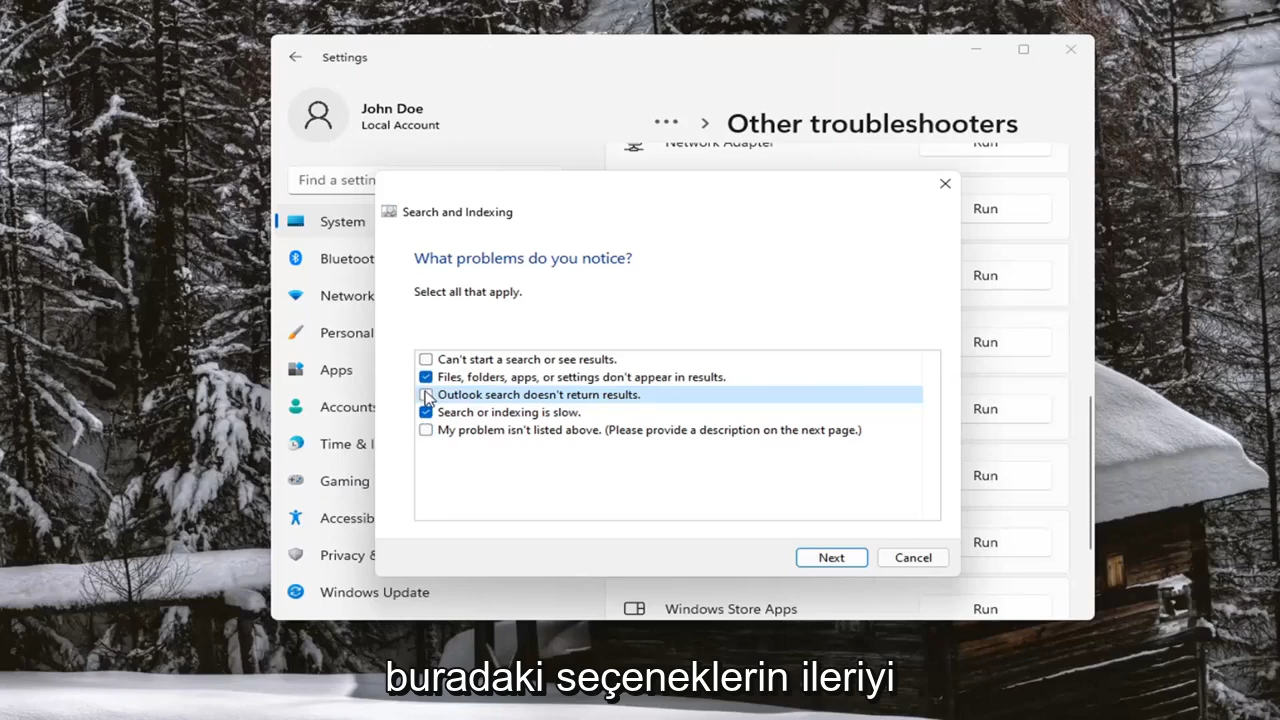 Settings
John Doe
Local Account
Other troubleshooters
Network Adapter
Run
Find a settin
Search and Indexing
System
Run
What problems do you notice?
Bluetoot
Run
Select all that apply.
Network
Personal
Run
Can't start a search or see results.
Apps
Files, folders, apps, or settings don't appear in results.
Outlook search doesn't return results.
Accounts
Run
Search or indexing is slow.
My problem isn't listed above. (Please provide a description on the next page.)
Time & l
Gaming
Run
Accessib
Run
Privacy &
Next
Cancel
Windows Update
Windows Store Apps
Run
buradaki seçeneklerin ileriyi